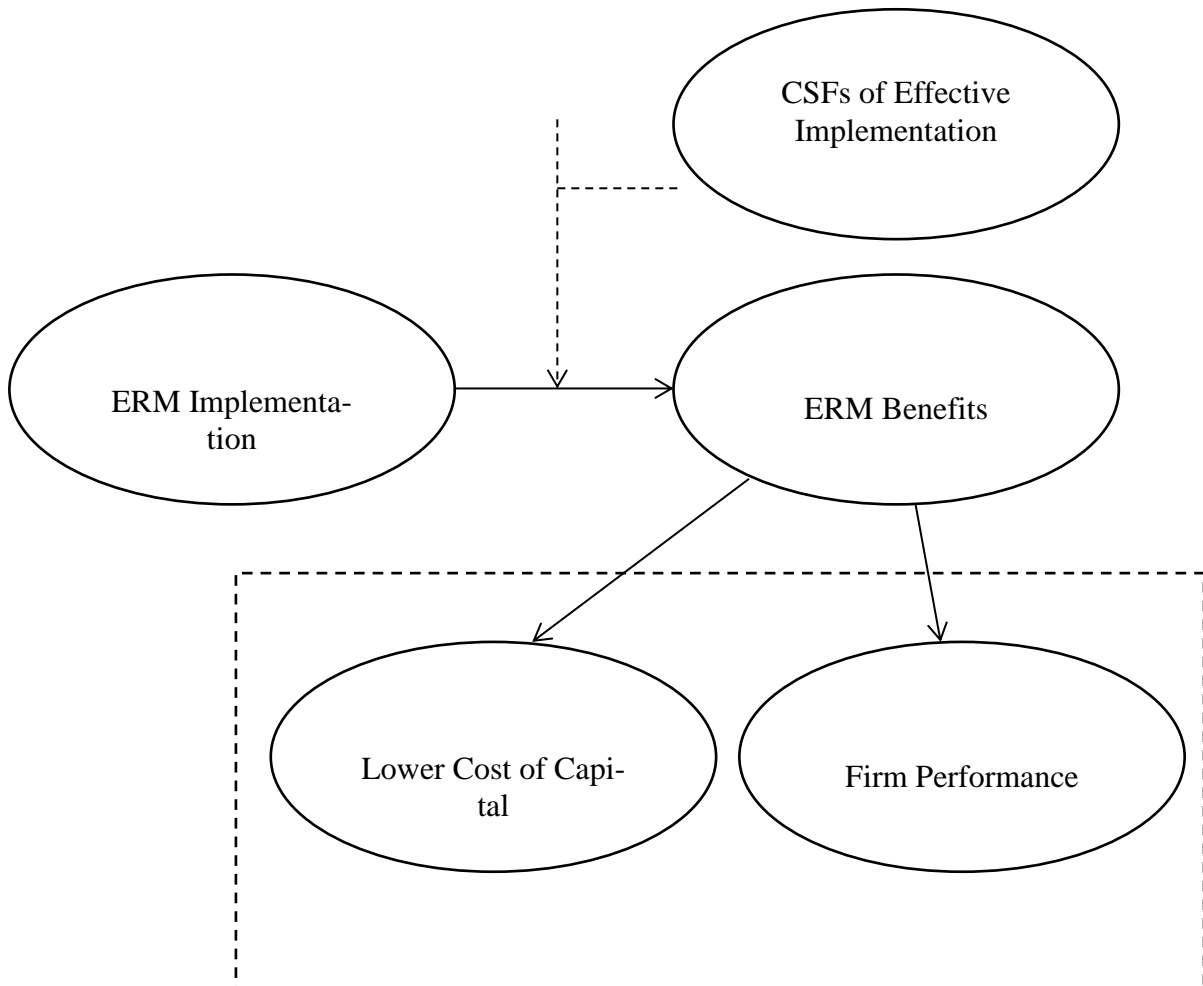 CSFs of Effective
Implementation
ERM Implementa-
tion
ERM Benefits
Lower Cost of Capi-
tal
Firm Performance